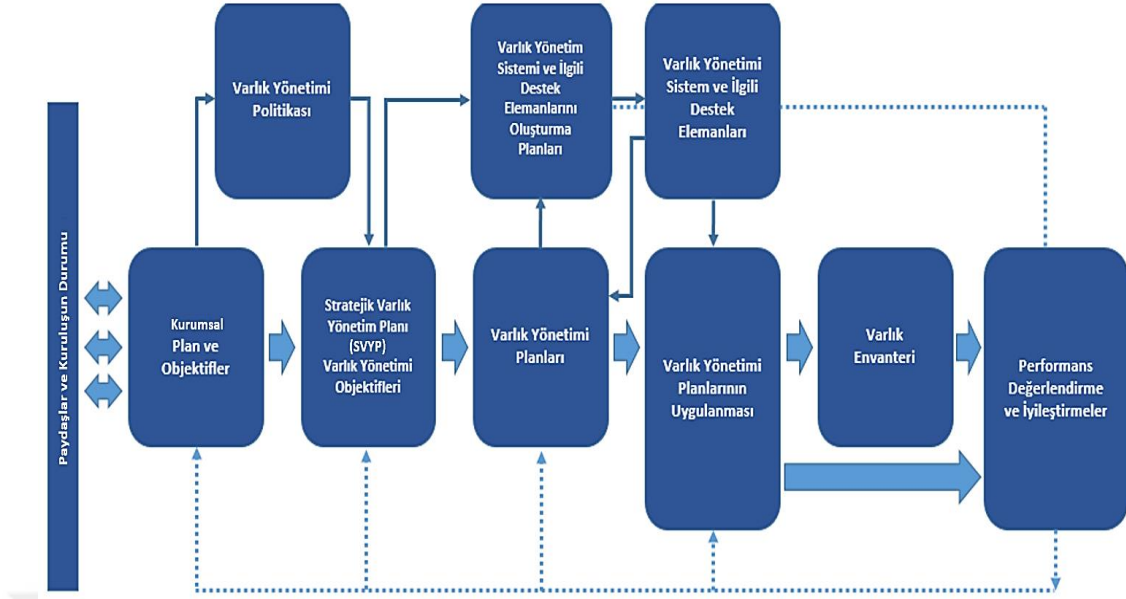 Varlık Yönetimi
Politikası
Varlık Yönetim
Sistemi ve İlgili
Destek
Elemanlarını
Oluşturma
Planları
Varlık Yönetimi
Sistem ve İlgili
Destek
Elemanları
Paydaşlar ve Kuruluşun Durumu
Kurumsal
Plan ve
Objektifler
Stratejik Varlık
Yönetim Planı
(SVYP)
Varlık Yönetimi
Objektifleri
Varlık Yönetimi
Planları
Varlık Yönetimi
Planlarının
Uygulanması
Varlık
Envanteri
Performans
Değerlendirme
ve İyileştirmeler